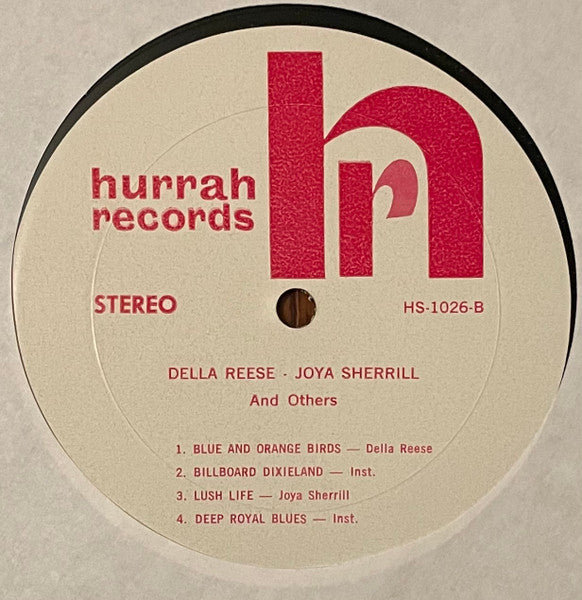 hr
hurrah
records
STEREO
HS-1026-B
DELLA REESE - JOYA SHERRILL
And Others
1. BLUE AND ORANGE BIRDS — Della Reese
2. BILLBOARD DIXIELAND — Inst.
3. LUSH LIFE — Joya Sherrill
4. DEEP ROYAL BLUES — Inst.